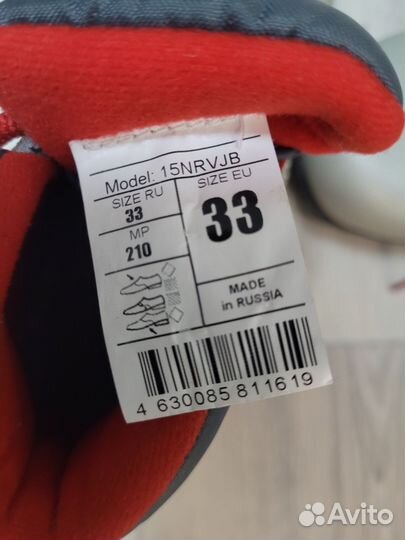 Model: 15NRVJB
SIZE RU
33
MP
210
SIZE EU
33
MADE
in RUSSIA
4 630085 811619
Avito